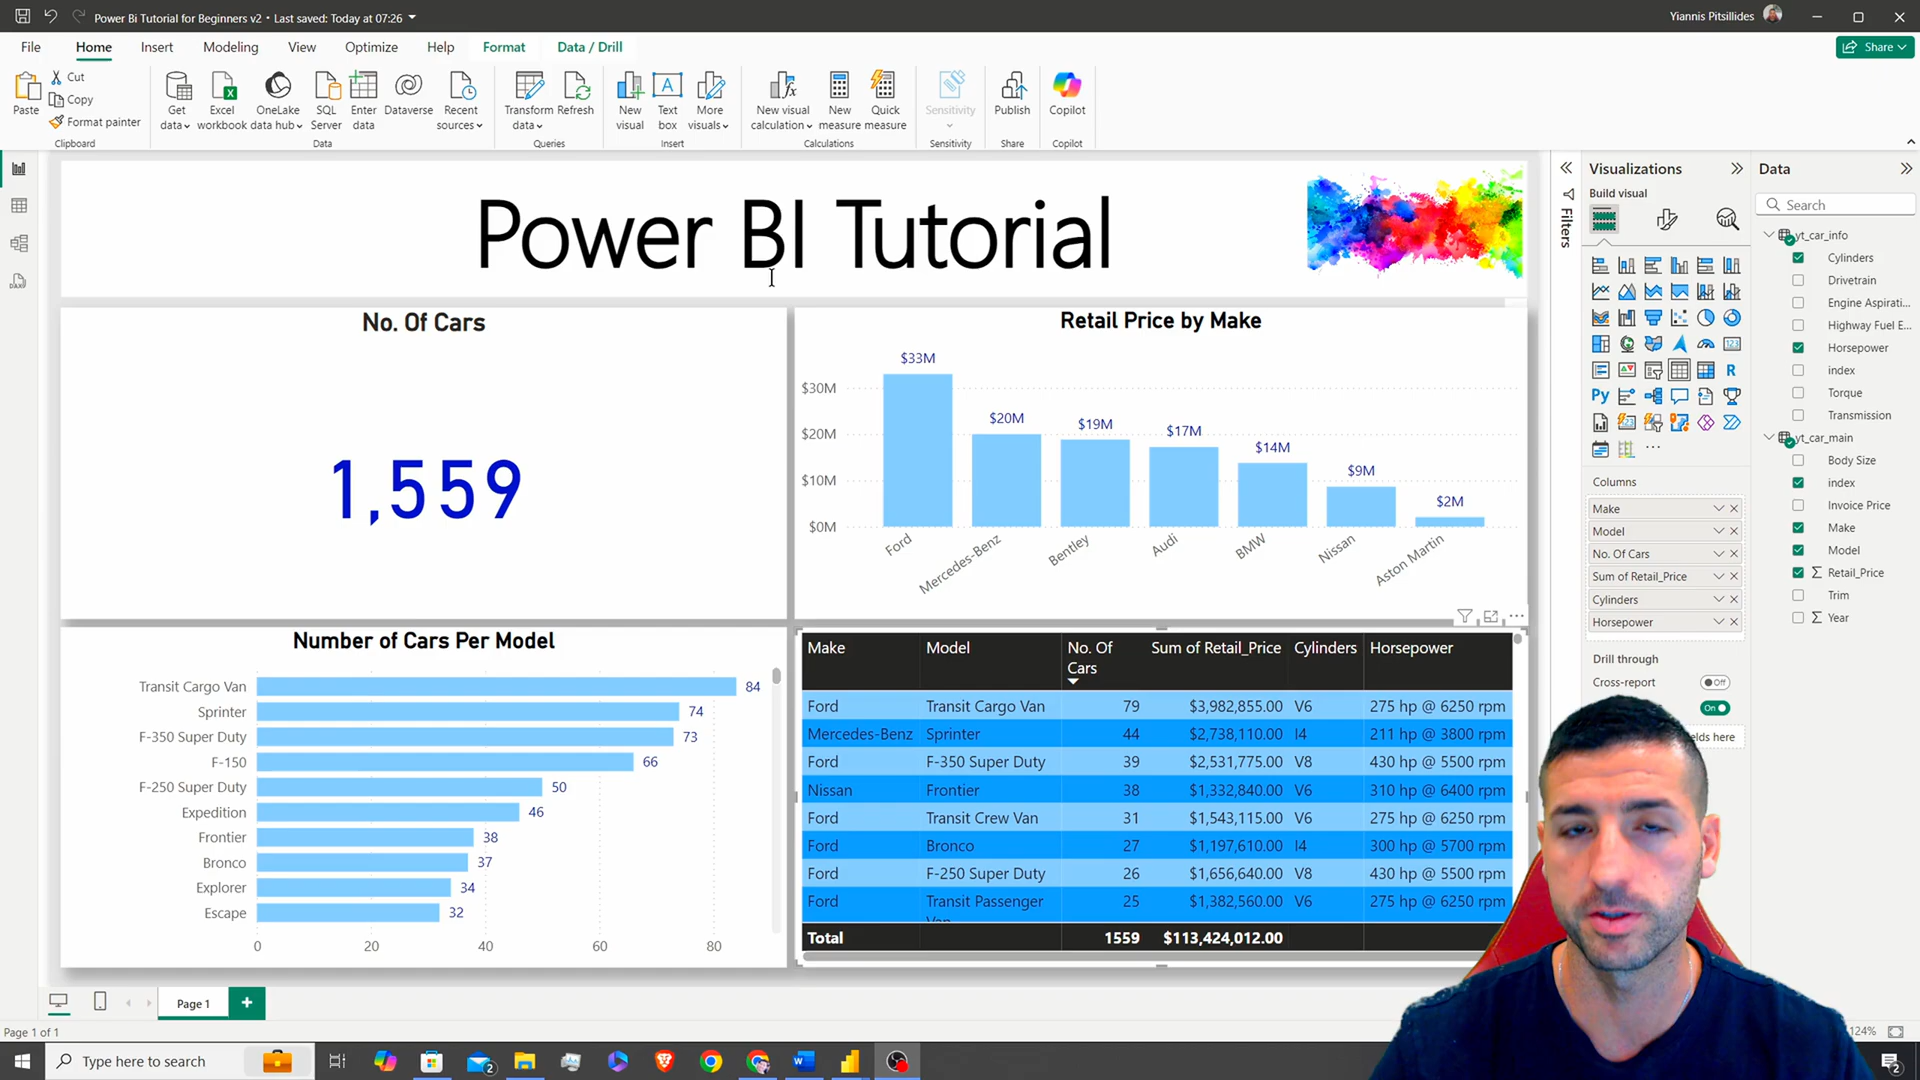 Power Bi Tutorial for Beginners v2 • Last saved: Today at 07:26
Yiannis Pitsillides
File Home Insert Modeling View Optimize Help Format Data / Drill
Share
Paste
Cut
Copy
Format painter
Clipboard
Get data
Excel workbook
OneLake data hub
SQL Server
Enter data
Dataverse
Recent sources
Data
Transform data
Refresh
Queries
New visual
Text box
More visuals
Insert
New visual calculation
New measure
Quick measure
Calculations
Sensitivity
Sensitivity
Publish
Share
Copilot
Copilot
Power BI Tutorial
No. Of Cars
1,559
Retail Price by Make
$30M
$20M
$10M
$0M
$33M
$20M
$19M
$17M
$14M
$9M
$2M
Ford
Mercedes-Benz
Bentley
Audi
BMW
Nissan
Aston Martin
Number of Cars Per Model
Transit Cargo Van 84
Sprinter 74
F-350 Super Duty 73
F-150 66
F-250 Super Duty 50
Expedition 46
Frontier 38
Bronco 37
Explorer 34
Escape 32
0 20 40 60 80
Make Model No. Of Cars Sum of Retail_Price Cylinders Horsepower
Ford Transit Cargo Van 79 $3,982,855.00 V6 275 hp @ 6250 rpm
Mercedes-Benz Sprinter 44 $2,738,110.00 I4 211 hp @ 3800 rpm
Ford F-350 Super Duty 39 $2,531,775.00 V8 430 hp @ 5500 rpm
Nissan Frontier 38 $1,332,840.00 V6 310 hp @ 6400 rpm
Ford Transit Crew Van 31 $1,543,115.00 V6 275 hp @ 6250 rpm
Ford Bronco 27 $1,197,610.00 I4 300 hp @ 5700 rpm
Ford F-250 Super Duty 26 $1,656,640.00 V8 430 hp @ 5500 rpm
Ford Transit Passenger 25 $1,382,560.00 V6 275 hp @ 6250 rpm
Total 1559 $113,424,012.00
Filters
Visualizations
Build visual
123
R
Py
Columns
Make
Model
No. Of Cars
Sum of Retail_Price
Cylinders
Horsepower
Drill through
Cross-report
Off
On
here
Data
Search
yt_car_info
Cylinders
Drivetrain
Engine Aspirati...
Highway Fuel E...
Horsepower
index
Torque
Transmission
yt_car_main
Body Size
index
Invoice Price
Make
Model
Retail_Price
Trim
Year
Page 1
Page 1 of 1
124%
Type here to search
2
2